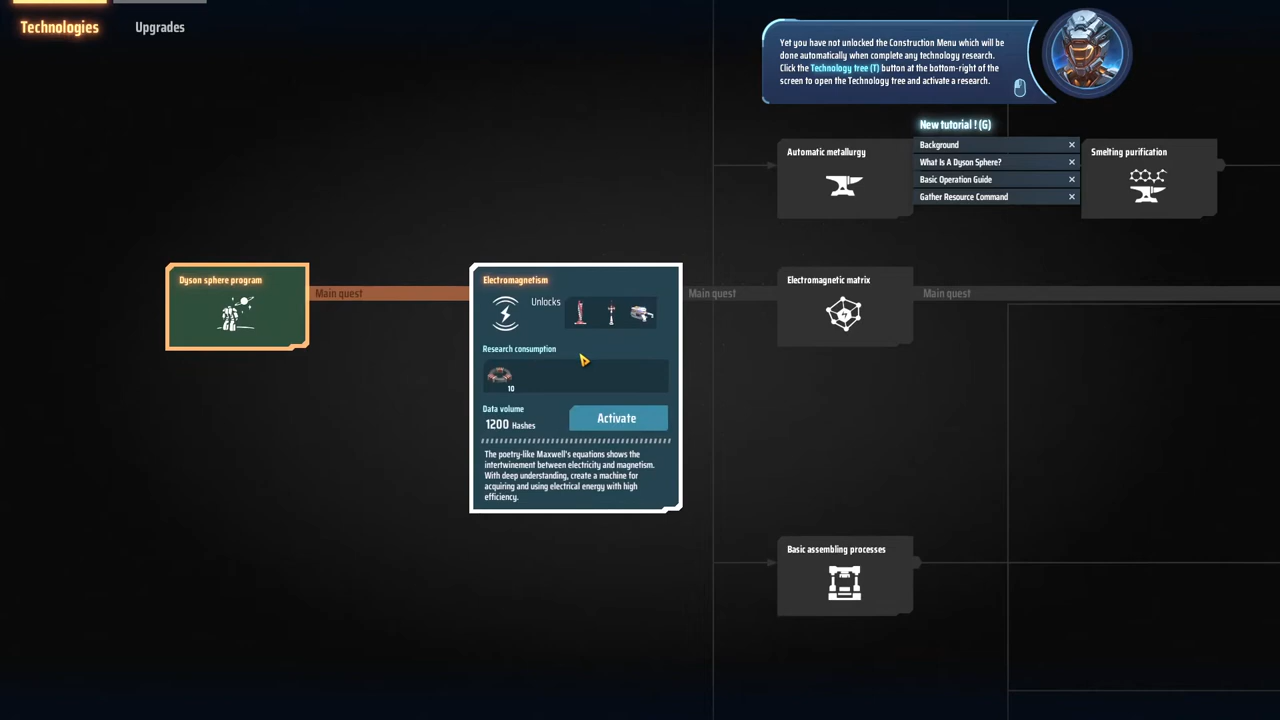 Technologies
Upgrades
Yet you have not unlocked the Construction Menu which will be
done automatically when complete any technology research.
Click the Technology tree (T) button at the bottom-right of the
screen to open the Technology tree and activate a research.
New tutorial ! (G)
Background
What Is A Dyson Sphere?
Basic Operation Guide
Gather Resource Command
Automatic metallurgy
Smelting purification
Dyson sphere program
Main quest
Electromagnetism
Unlocks
Research consumption
10
Data volume
1200 Hashes
Activate
The poetry-like Maxwell's equations shows the
intertwinement between electricity and magnetism.
With deep understanding, create a machine for
acquiring and using electrical energy with high
efficiency.
Main quest
Electromagnetic matrix
Main quest
Basic assembling processes